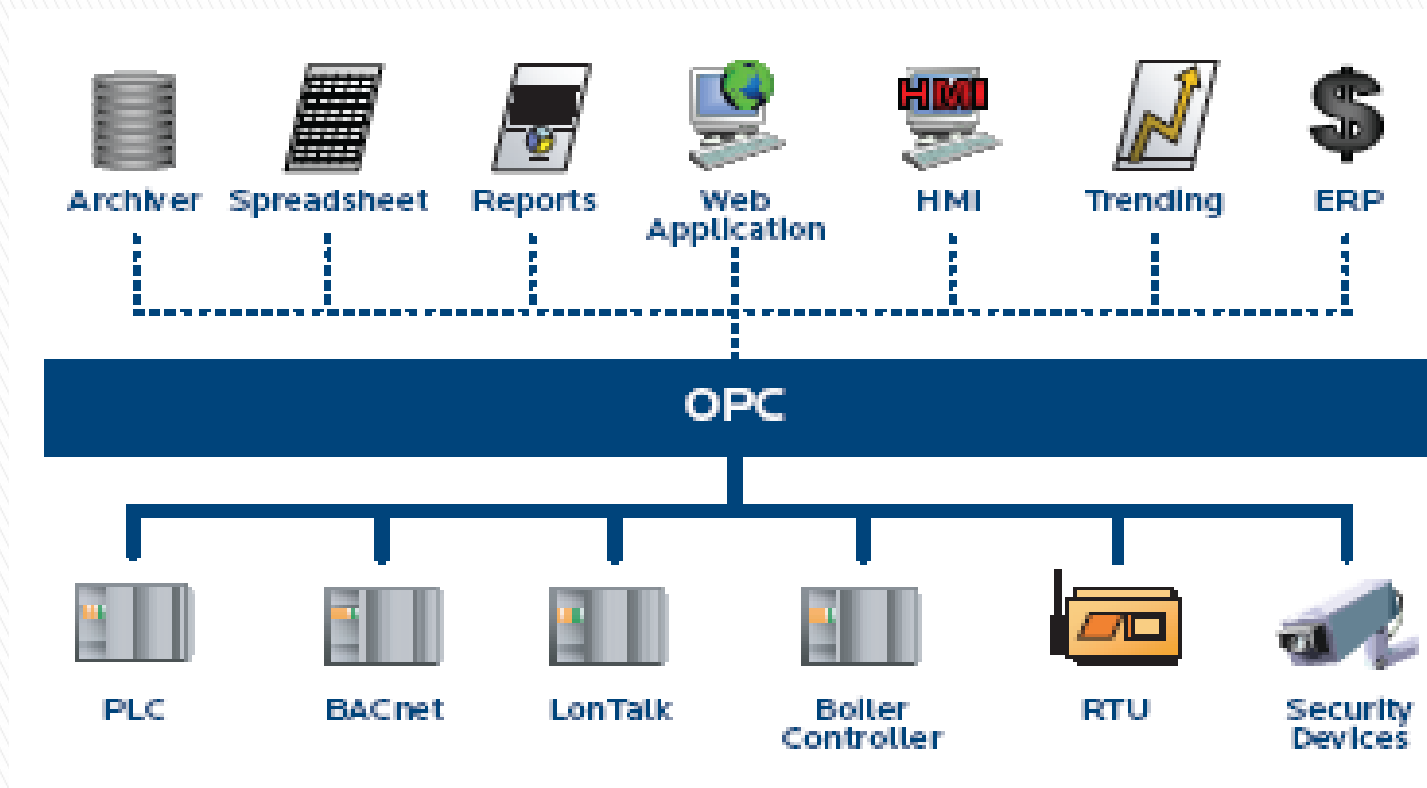 HMI
Archiver Spreadsheet Reports Web Application HMI Trending ERP
OPC
PLC BACnet LonTalk Boiler Controller RTU Security Devices